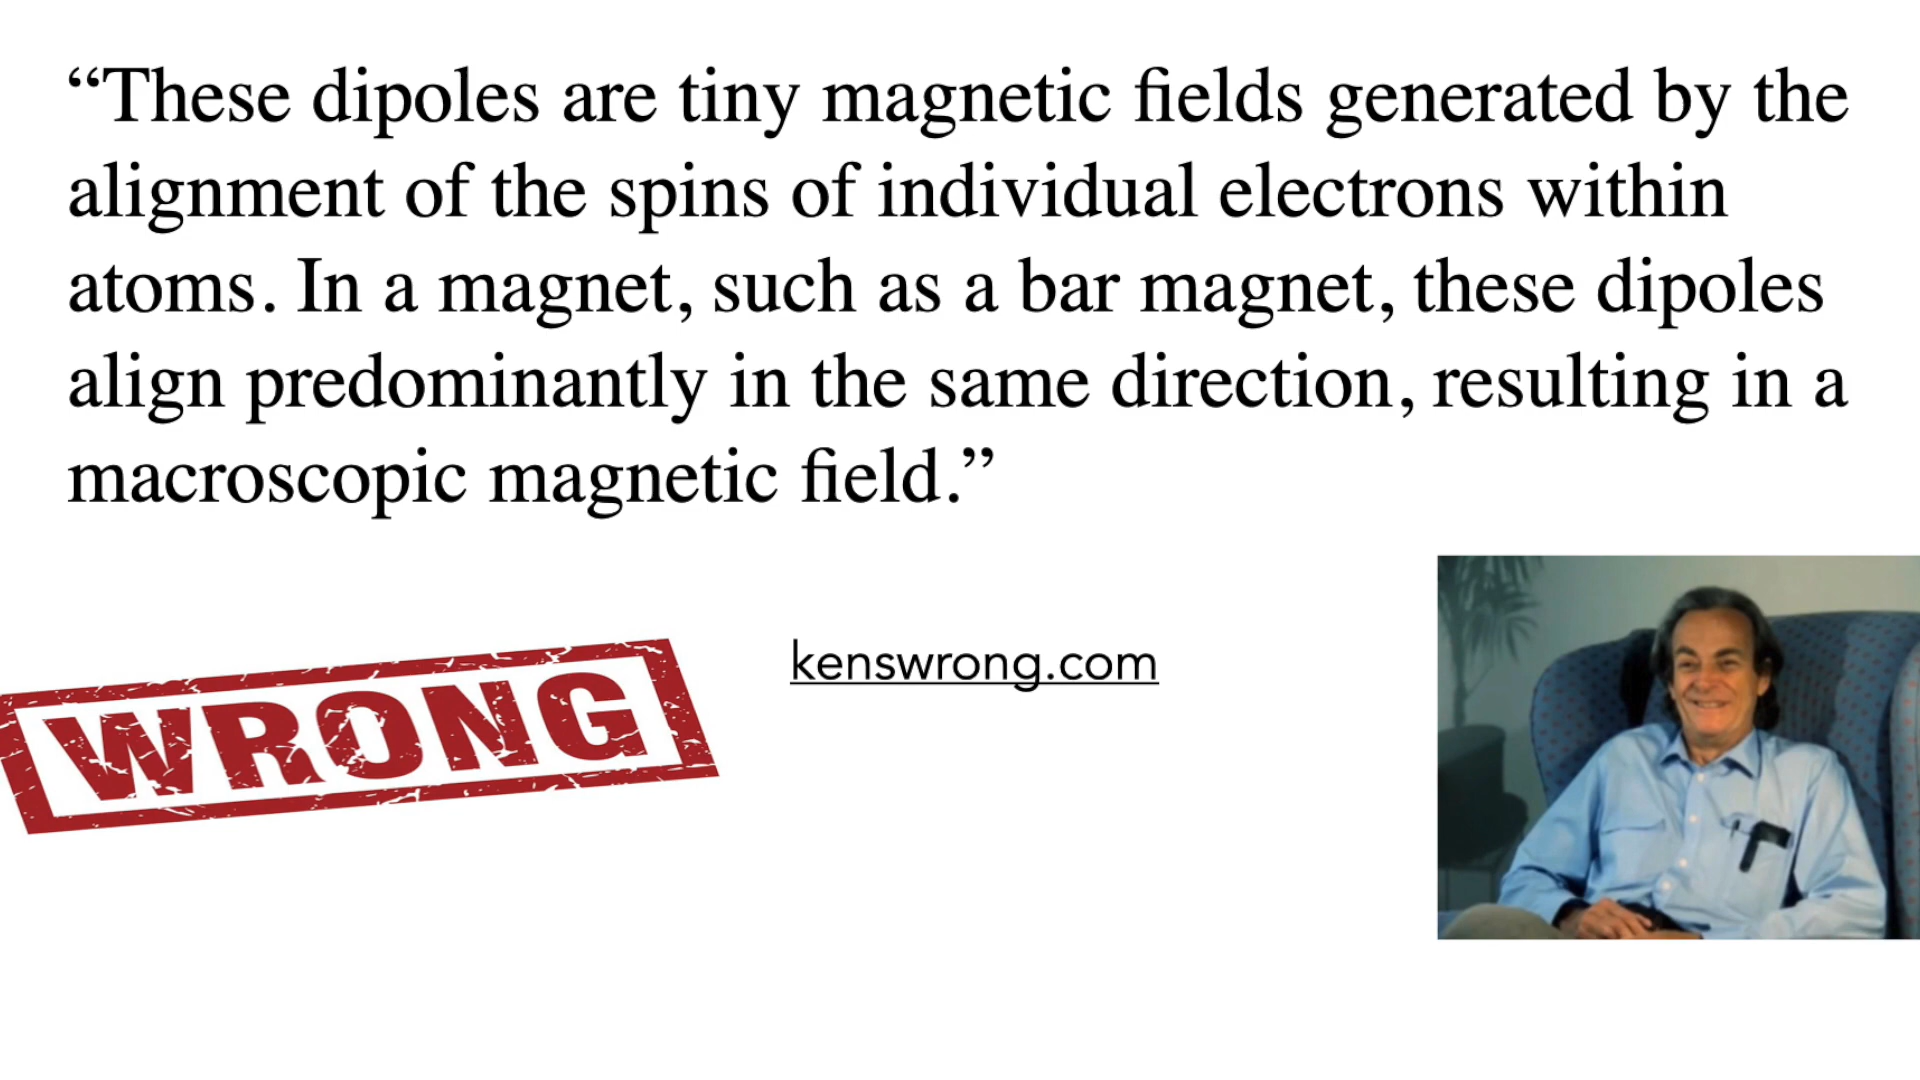 “These dipoles are tiny magnetic fields generated by the
alignment of the spins of individual electrons within
atoms. In a magnet, such as a bar magnet, these dipoles
align predominantly in the same direction, resulting in a
macroscopic magnetic field.”
kenswrong.com
WRONG